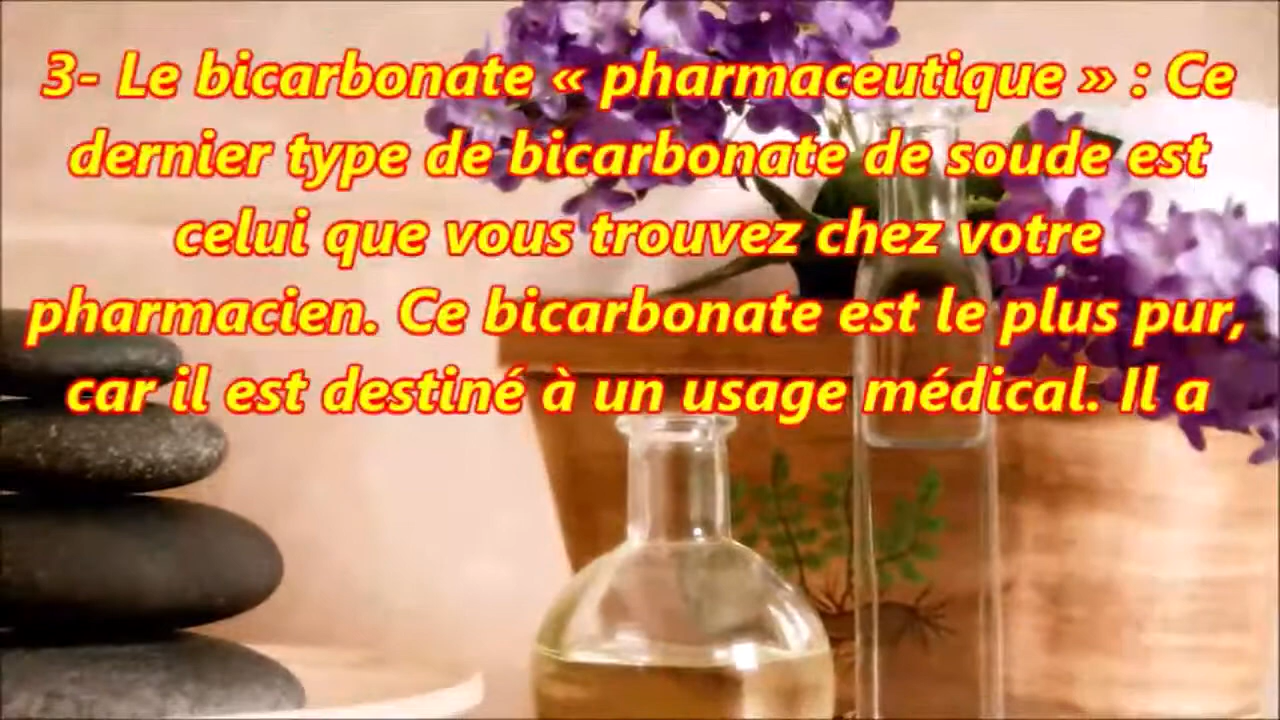 3- Le bicarbonate « pharmaceutique » : Ce
dernier type de bicarbonate de soude est
celui que vous trouvez chez votre
pharmacien. Ce bicarbonate est le plus pur,
car il est destiné à un usage médical. Il a